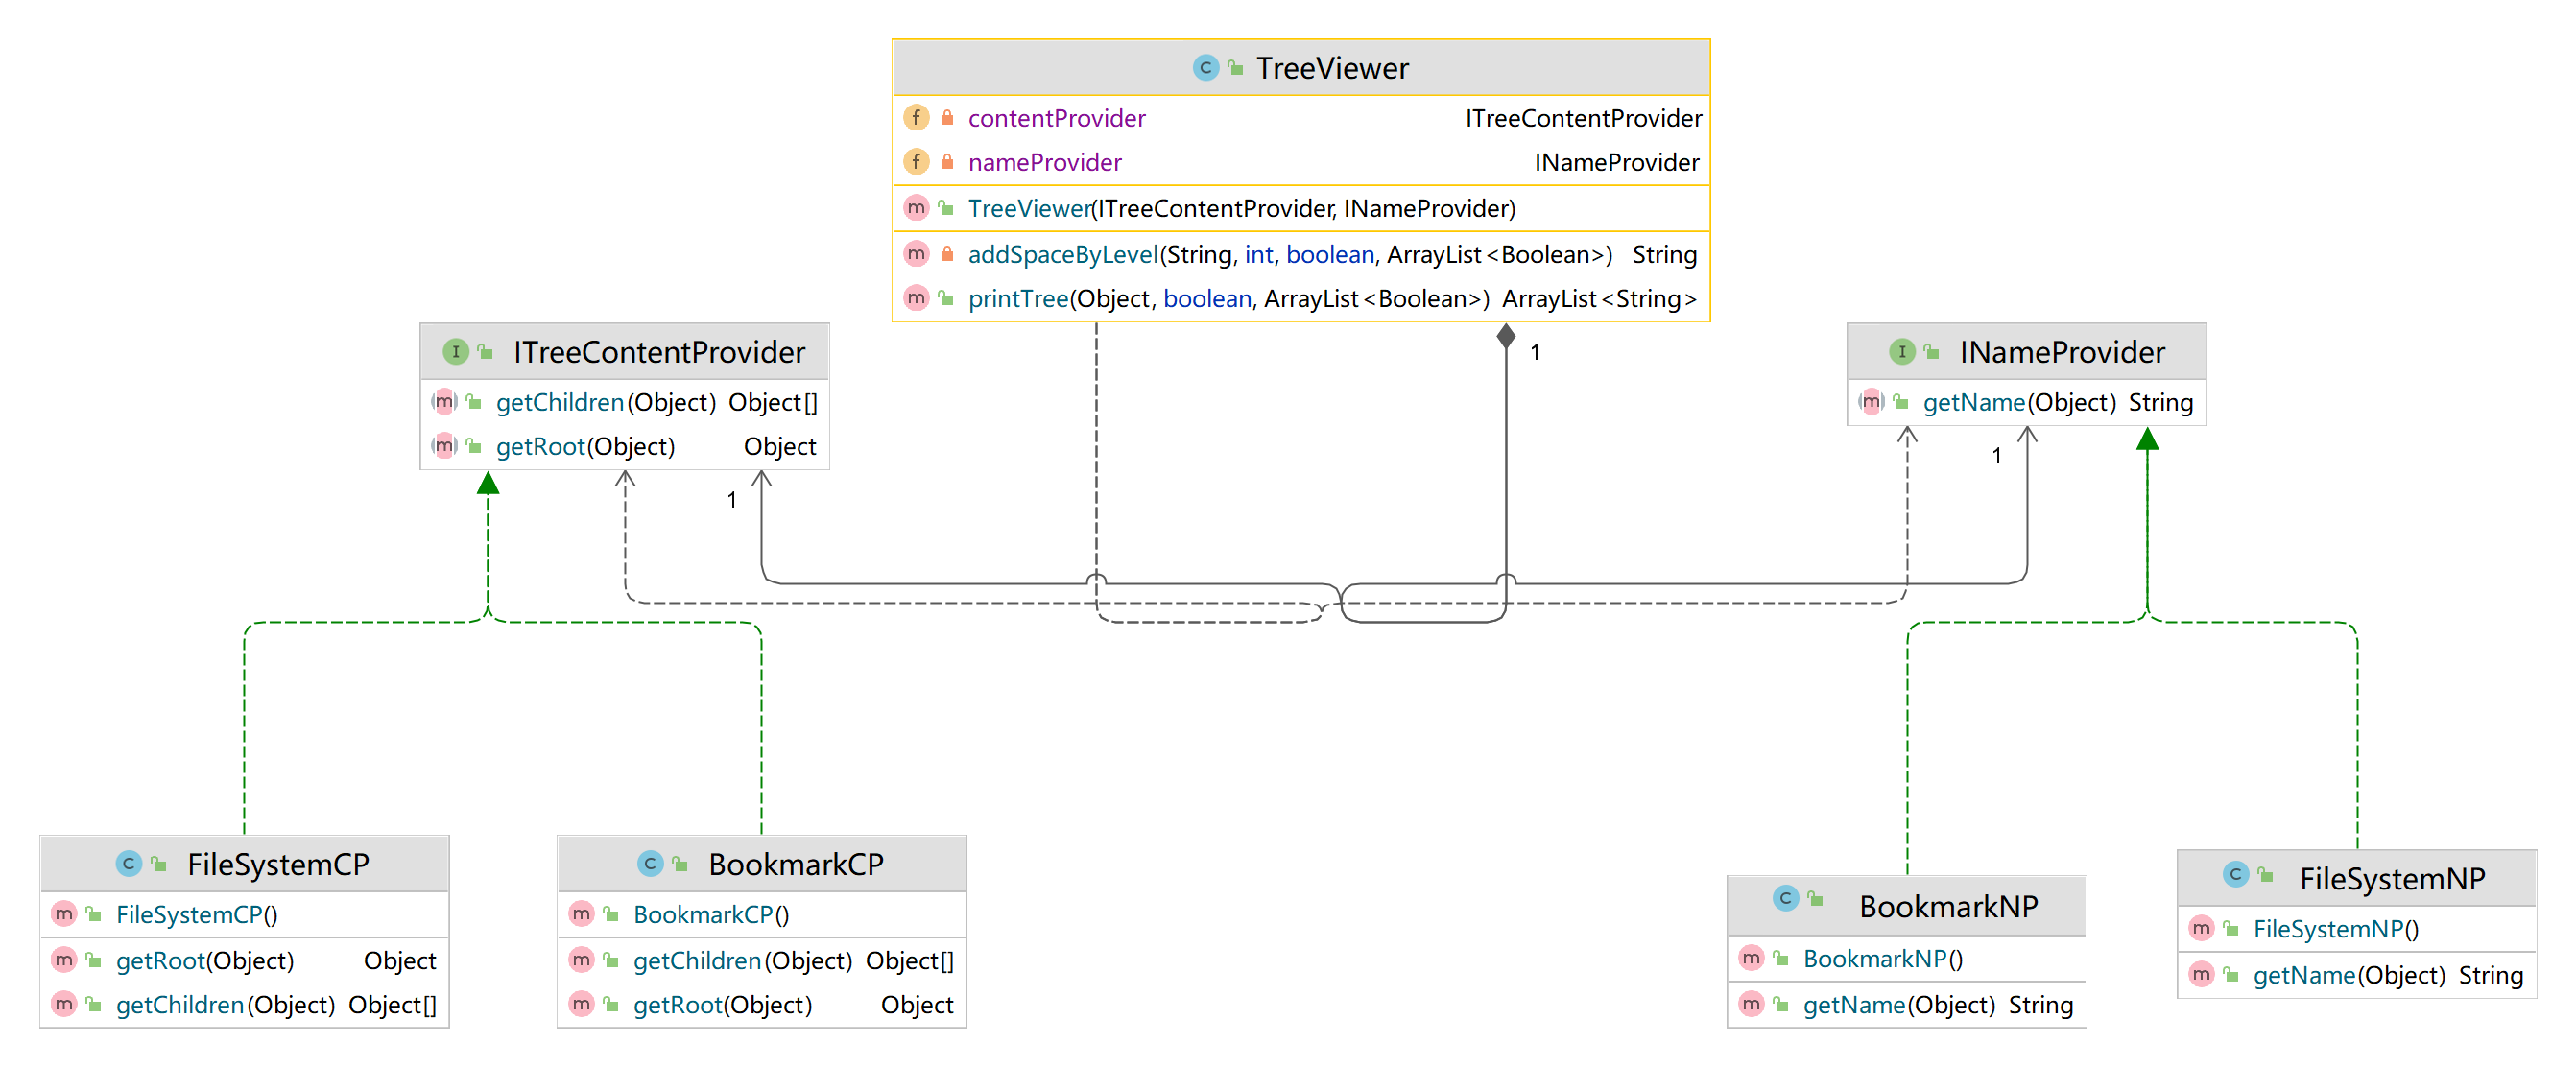 TreeViewer
contentProvider ITreeContentProvider
nameProvider INameProvider
TreeViewer(ITreeContentProvider, INameProvider)
addSpaceByLevel(String, int, boolean, ArrayList<Boolean>) String
printTree(Object, boolean, ArrayList<Boolean>) ArrayList<String>
1
ITreeContentProvider
getChildren(Object) Object[]
getRoot(Object) Object
1
INameProvider
getName(Object) String
1
FileSystemCP
FileSystemCP()
getRoot(Object) Object
getChildren(Object) Object[]
BookmarkCP
BookmarkCP()
getChildren(Object) Object[]
getRoot(Object) Object
BookmarkNP
BookmarkNP()
getName(Object) String
FileSystemNP
FileSystemNP()
getName(Object) String